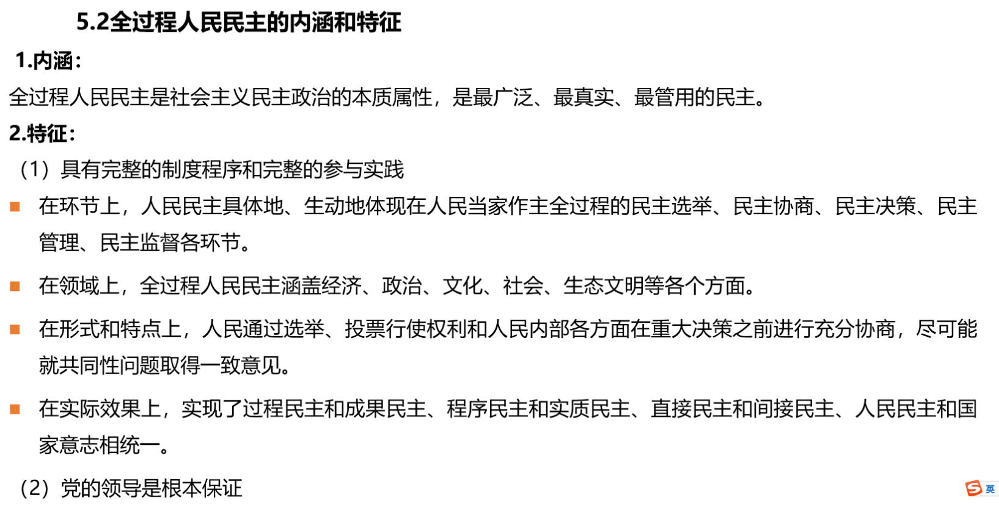 5.2全过程人民民主的内涵和特征
1.内涵：
全过程人民民主是社会主义民主政治的本质属性，是最广泛、最真实、最管用的民主。
2.特征：
（1）具有完整的制度程序和完整的参与实践
■ 在环节上，人民民主具体地、生动地体现在人民当家作主全过程的民主选举、民主协商、民主决策、民主
管理、民主监督各环节。
■ 在领域上，全过程人民民主涵盖经济、政治、文化、社会、生态文明等各个方面。
■ 在形式和特点上，人民通过选举、投票行使权利和人民内部各方面在重大决策之前进行充分协商，尽可能
就共同性问题取得一致意见。
■ 在实际效果上，实现了过程民主和成果民主、程序民主和实质民主、直接民主和间接民主、人民民主和国
家意志相统一。
（2）党的领导是根本保证
S 英